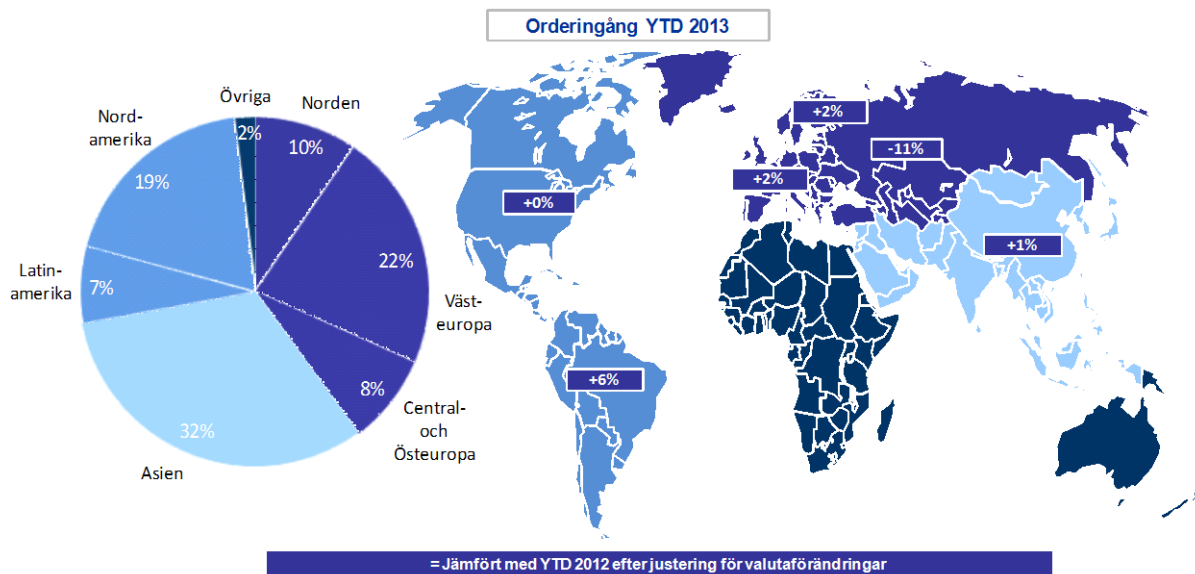 Orderingång YTD 2013
Övriga
Norden
Nord-
amerika
2%
10%
19%
22%
Latin-
amerika
7%
Väst-
europa
8%
32%
Central-
och
Östeuropa
Asien
+2%
-11%
+2%
+0%
+1%
+6%
= Jämfört med YTD 2012 efter justering för valutaförändringar